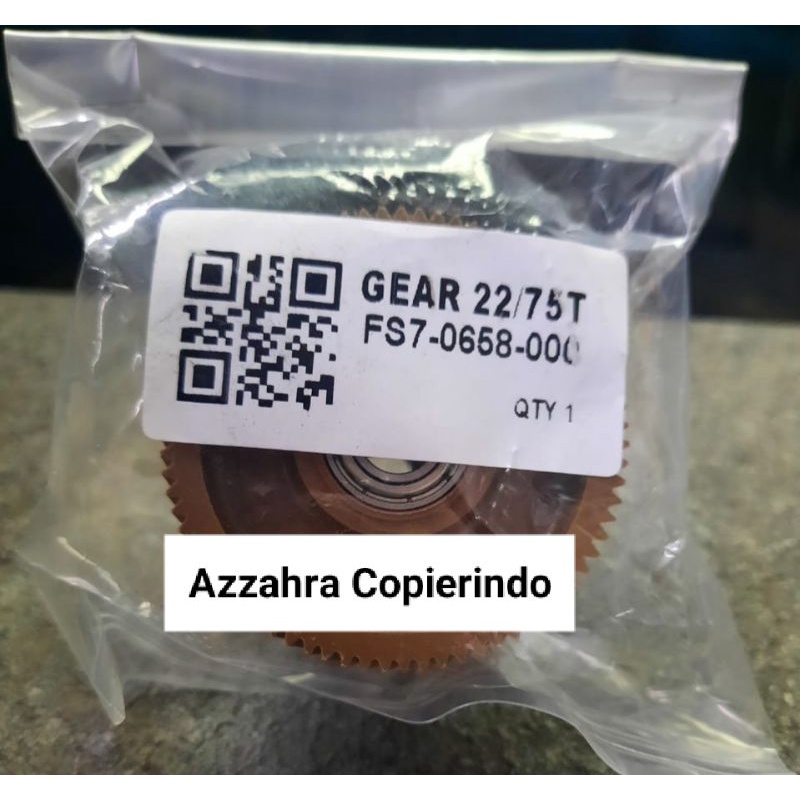 GEAR 22/75T
FS7-0658-000
QTY 1
Azzahra Copierindo